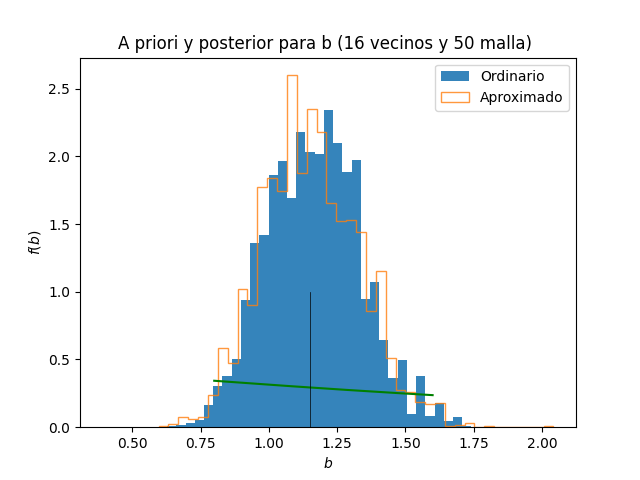 A priori y posterior para b (16 vecinos y 50 malla)
Ordinario
Aproximado
f(b)
2.5
2.0
1.5
1.0
0.5
0.0
0.50 0.75 1.00 1.25 1.50 1.75 2.00
b